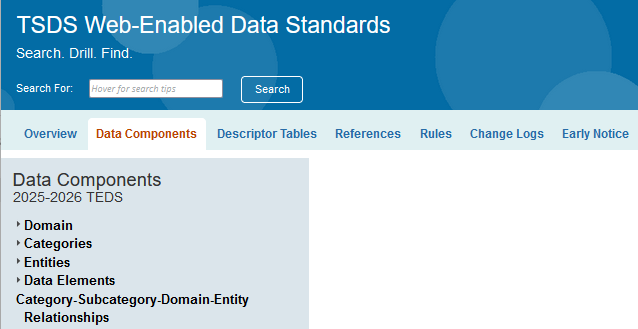 TSDS Web-Enabled Data Standards
Search. Drill. Find.
Search For: Hover for search tips Search
Overview Data Components Descriptor Tables References Rules Change Logs Early Notice
Data Components
2025-2026 TEDS
Domain
Categories
Entities
Data Elements
Category-Subcategory-Domain-Entity
Relationships